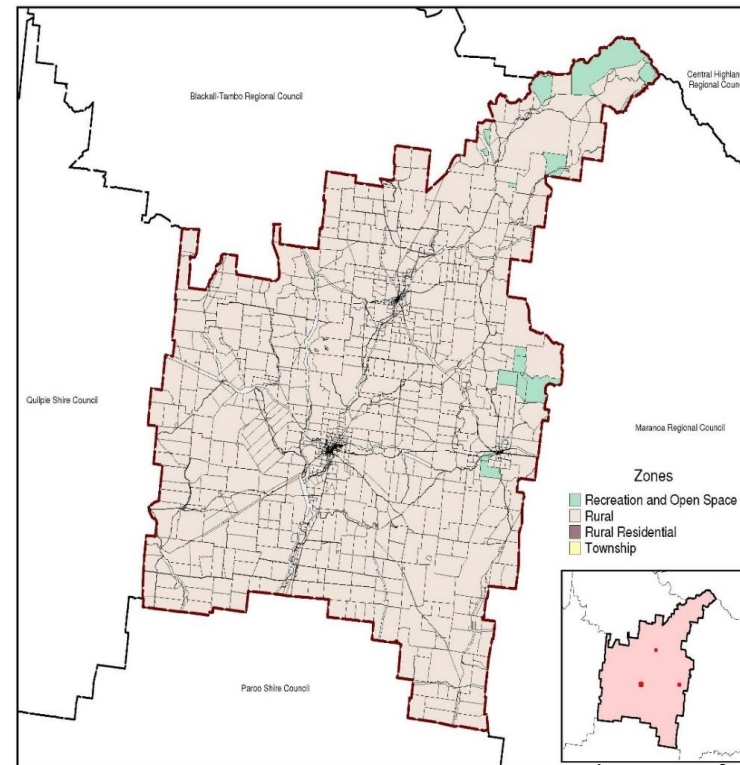 Blackall-Tambo Regional Council
Central Highlan
Regional Counc
Quilpie Shire Council
Maranoa Regional Council
Zones
Recreation and Open Space
Rural
Rural Residential
Township
Paroo Shire Council